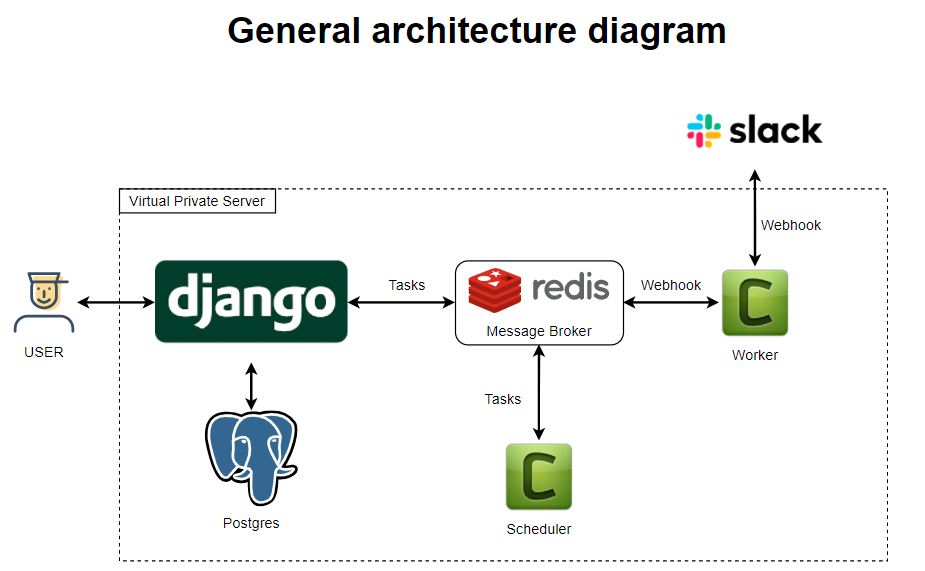 General architecture diagram
slack
Virtual Private Server
Webhook
django
Tasks
redis
Message Broker
Webhook
C
Worker
USER
Tasks
C
Scheduler
Postgres